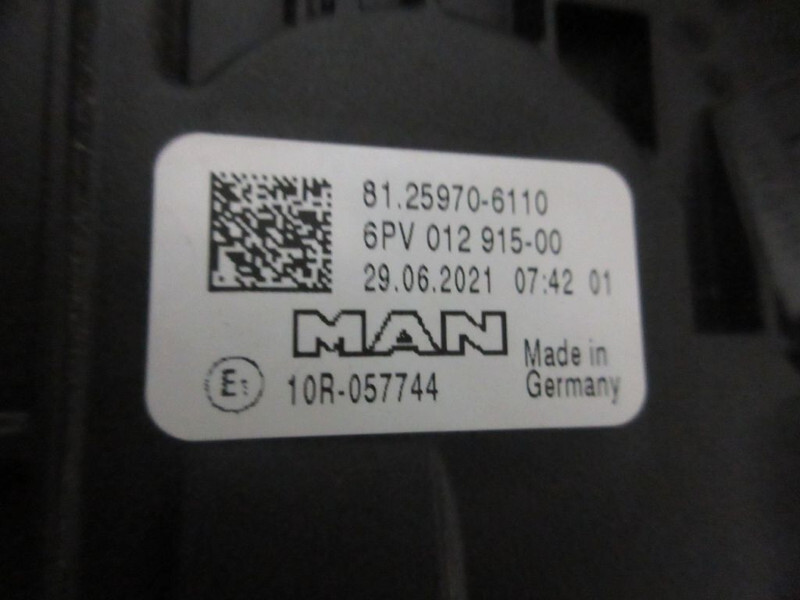 81.25970-6110
6PV 012 915-00
29.06.2021 07:42 01
MAN
Made in
Germany
E1 10R-057744